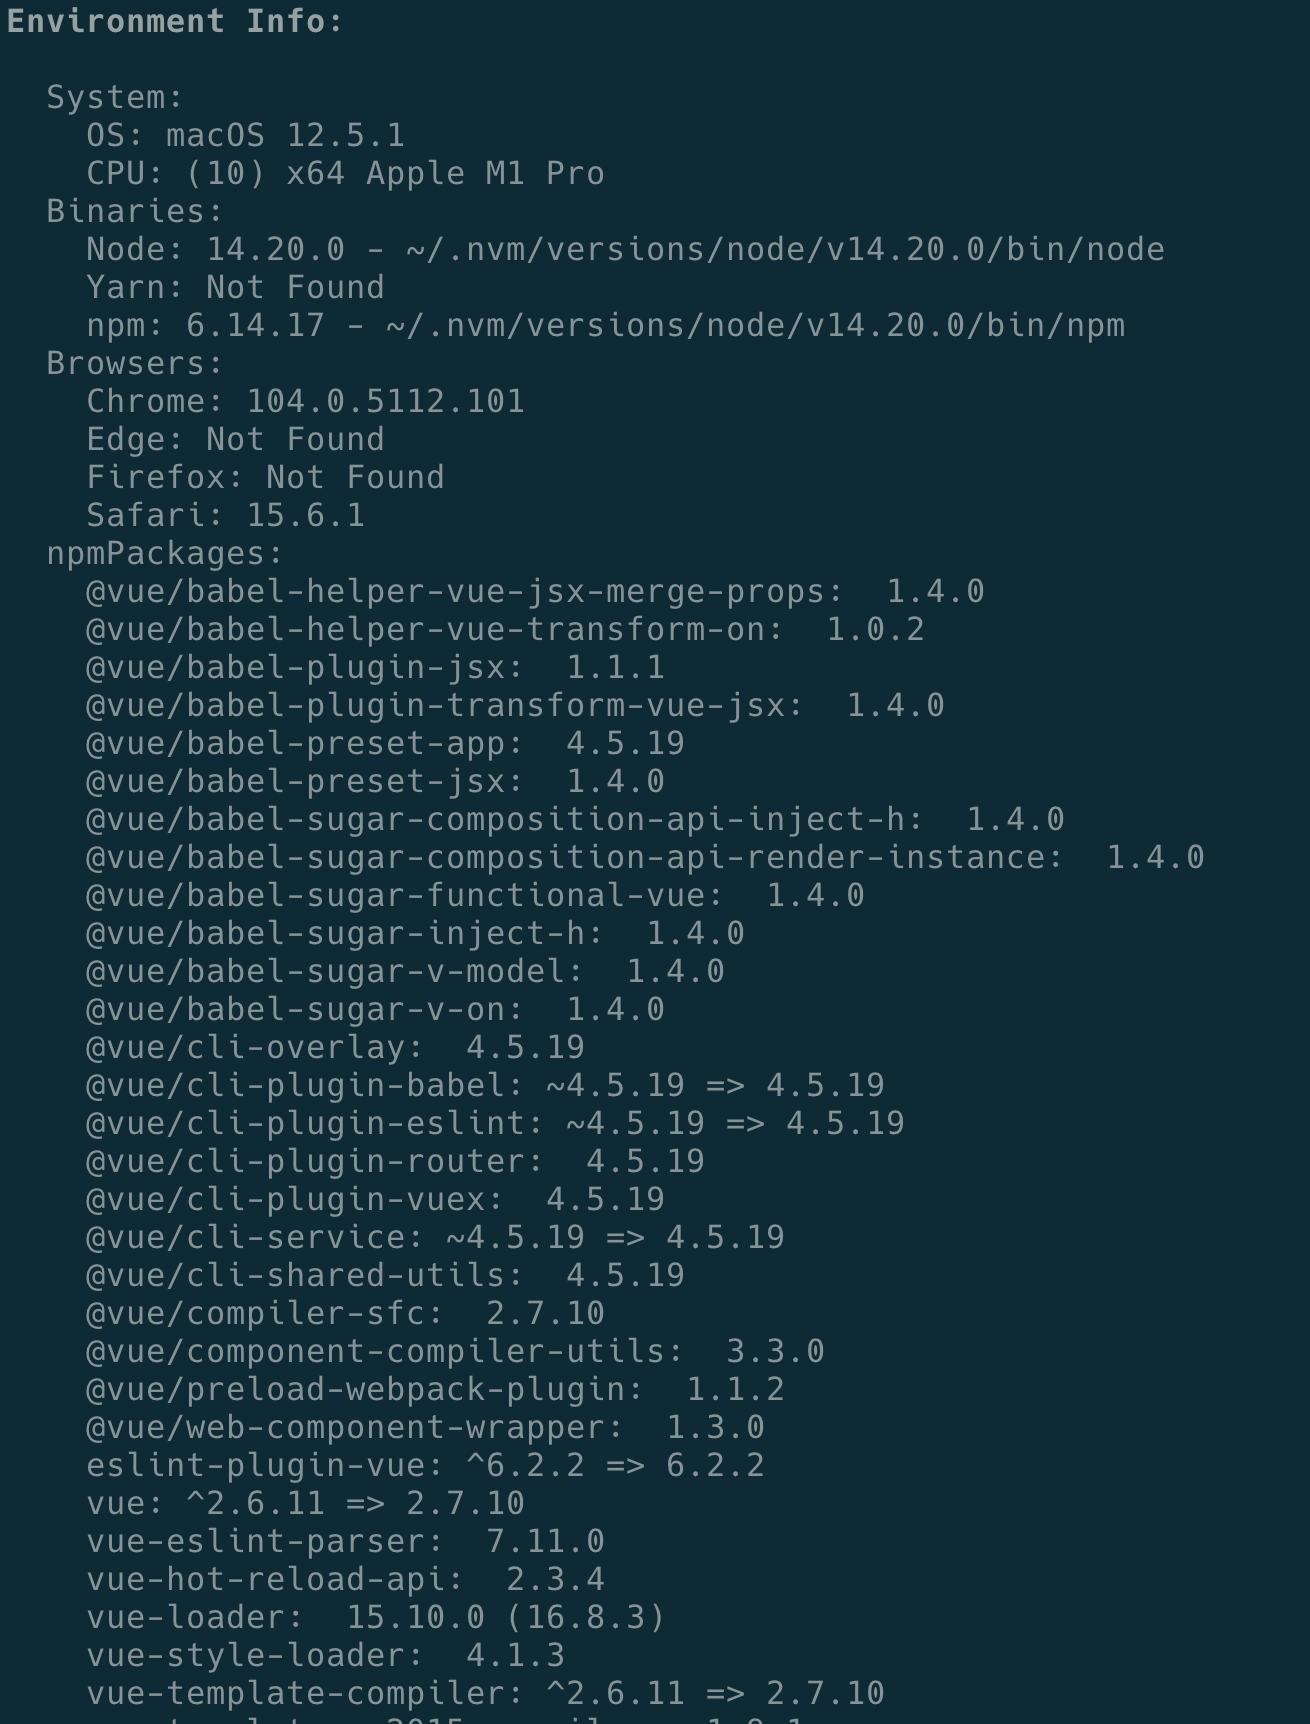 Environment Info:
System:
OS: macOS 12.5.1
CPU: (10) x64 Apple M1 Pro
Binaries:
Node: 14.20.0 - ~/.nvm/versions/node/v14.20.0/bin/node
Yarn: Not Found
npm: 6.14.17 - ~/.nvm/versions/node/v14.20.0/bin/npm
Browsers:
Chrome: 104.0.5112.101
Edge: Not Found
Firefox: Not Found
Safari: 15.6.1
npmPackages:
@vue/babel-helper-vue-jsx-merge-props:  1.4.0
@vue/babel-helper-vue-transform-on:  1.0.2
@vue/babel-plugin-jsx:  1.1.1
@vue/babel-plugin-transform-vue-jsx:  1.4.0
@vue/babel-preset-app:  4.5.19
@vue/babel-preset-jsx:  1.4.0
@vue/babel-sugar-composition-api-inject-h:  1.4.0
@vue/babel-sugar-composition-api-render-instance:  1.4.0
@vue/babel-sugar-functional-vue:  1.4.0
@vue/babel-sugar-inject-h:  1.4.0
@vue/babel-sugar-v-model:  1.4.0
@vue/babel-sugar-v-on:  1.4.0
@vue/cli-overlay:  4.5.19
@vue/cli-plugin-babel: ~4.5.19 => 4.5.19
@vue/cli-plugin-eslint: ~4.5.19 => 4.5.19
@vue/cli-plugin-router:  4.5.19
@vue/cli-plugin-vuex:  4.5.19
@vue/cli-service: ~4.5.19 => 4.5.19
@vue/cli-shared-utils:  4.5.19
@vue/compiler-sfc:  2.7.10
@vue/component-compiler-utils:  3.3.0
@vue/preload-webpack-plugin:  1.1.2
@vue/web-component-wrapper:  1.3.0
eslint-plugin-vue: ^6.2.2 => 6.2.2
vue: ^2.6.11 => 2.7.10
vue-eslint-parser:  7.11.0
vue-hot-reload-api:  2.3.4
vue-loader:  15.10.0 (16.8.3)
vue-style-loader:  4.1.3
vue-template-compiler: ^2.6.11 => 2.7.10